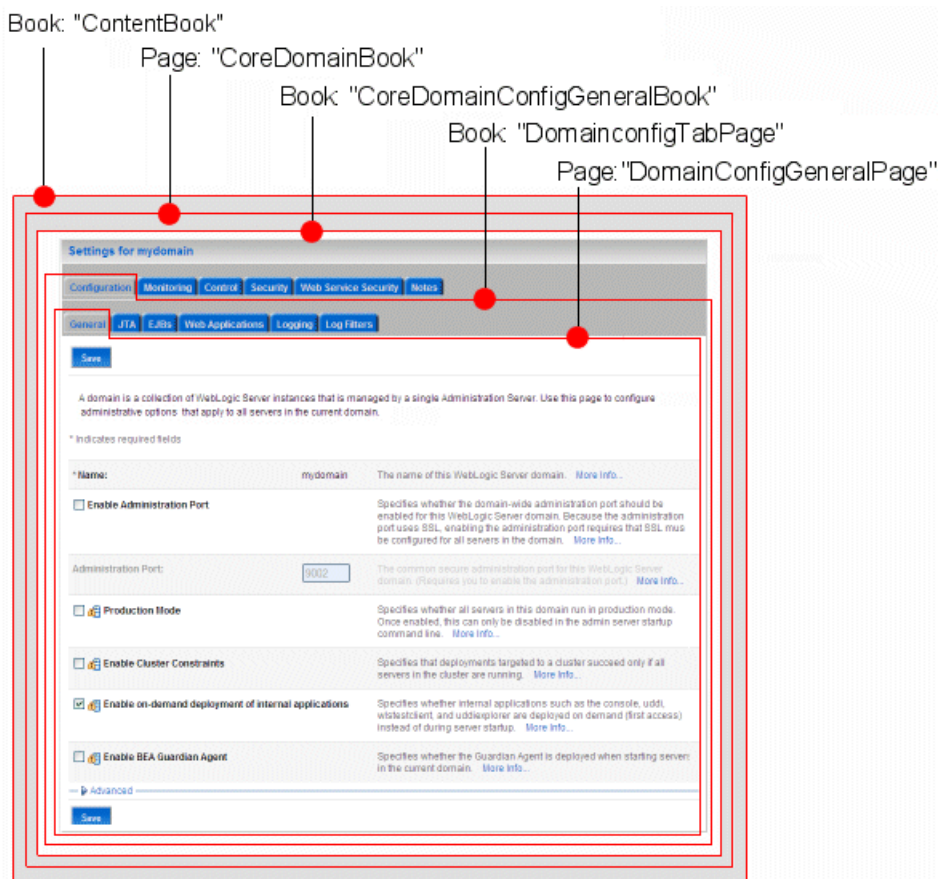 Book: "ContentBook"
Page: "CoreDomainBook"
Book: "CoreDomainConfigGeneralBook"
Book: "DomainconfigTabPage"
Page:"DomainConfigGeneralPage"
Settings for mydomain
Configuration Monitoring Control Security Web Service Security Notes
General JTA EJBs Web Applications Logging Log Filters
Save
A domain is a collection of WebLogic Server instances that is managed by a single Administration Server. Use this page to configure
administrative options that apply to all servers in the current domain.
* Indicates required fields
* Name: mydomain The name of this WebLogic Server domain. More Info...
Enable Administration Port Specifies whether the domain-wide administration port should be
enabled for this WebLogic Server domain. Because the administration
port uses SSL, enabling the administration port requires that SSL mus
be configured for all servers in the domain. More Info...
Administration Port: 9002 The common secure administration port for this WebLogic Server
domain. (Requires you to enable the administration port.) More Info...
Production Mode Specifies whether all servers in this domain run in production mode.
Once enabled, this can only be disabled in the admin server startup
command line. More Info...
Enable Cluster Constraints Specifies that deployments targeted to a cluster succeed only if all
servers in the cluster are running. More Info...
Enable on-demand deployment of internal applications Specifies whether internal applications such as the console, uddi,
wlstestclient, and uddiexplorer are deployed on demand (first access)
instead of during server startup. More Info...
Enable BEA Guardian Agent Specifies whether the Guardian Agent is deployed when starting server
in the current domain. More Info...
Advanced
Save